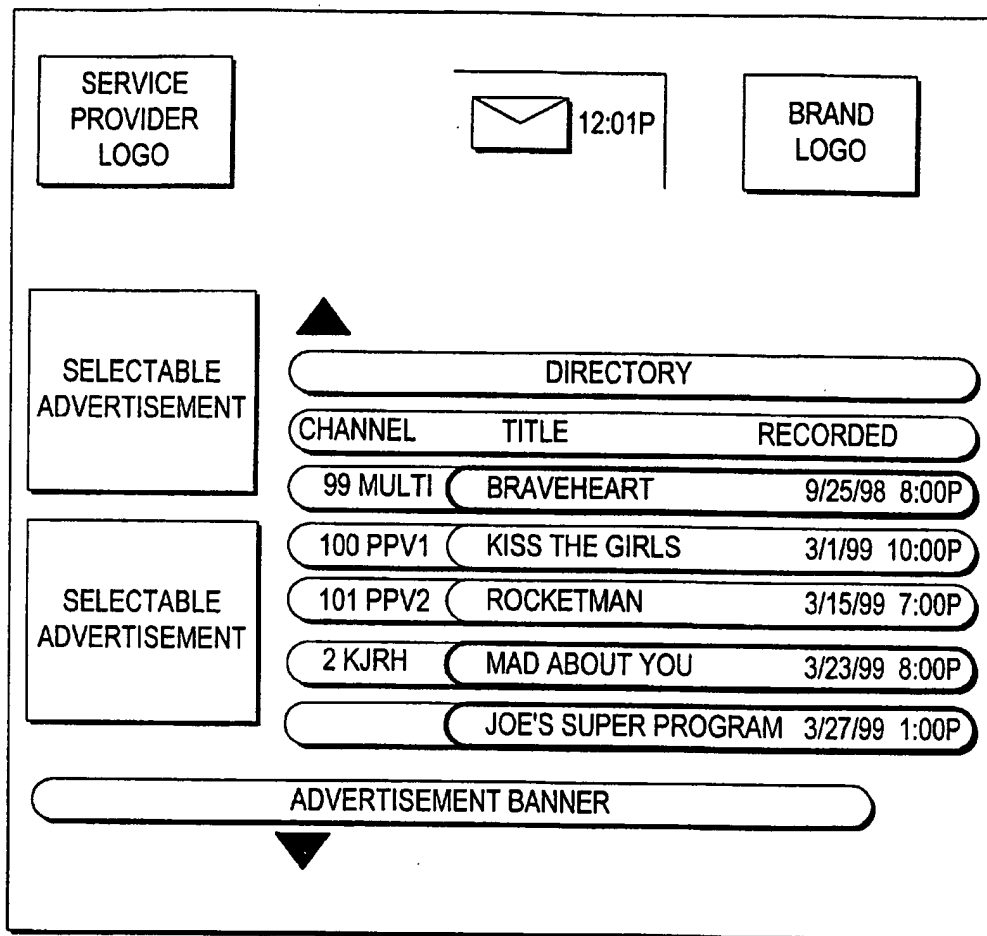 SERVICE
PROVIDER
LOGO
12:01P
BRAND
LOGO
SELECTABLE
ADVERTISEMENT
SELECTABLE
ADVERTISEMENT
DIRECTORY
CHANNEL TITLE RECORDED
99 MULTI BRAVEHEART 9/25/98 8:00P
100 PPV1 KISS THE GIRLS 3/1/99 10:00P
101 PPV2 ROCKETMAN 3/15/99 7:00P
2 KJRH MAD ABOUT YOU 3/23/99 8:00P
JOE'S SUPER PROGRAM 3/27/99 1:00P
ADVERTISEMENT BANNER